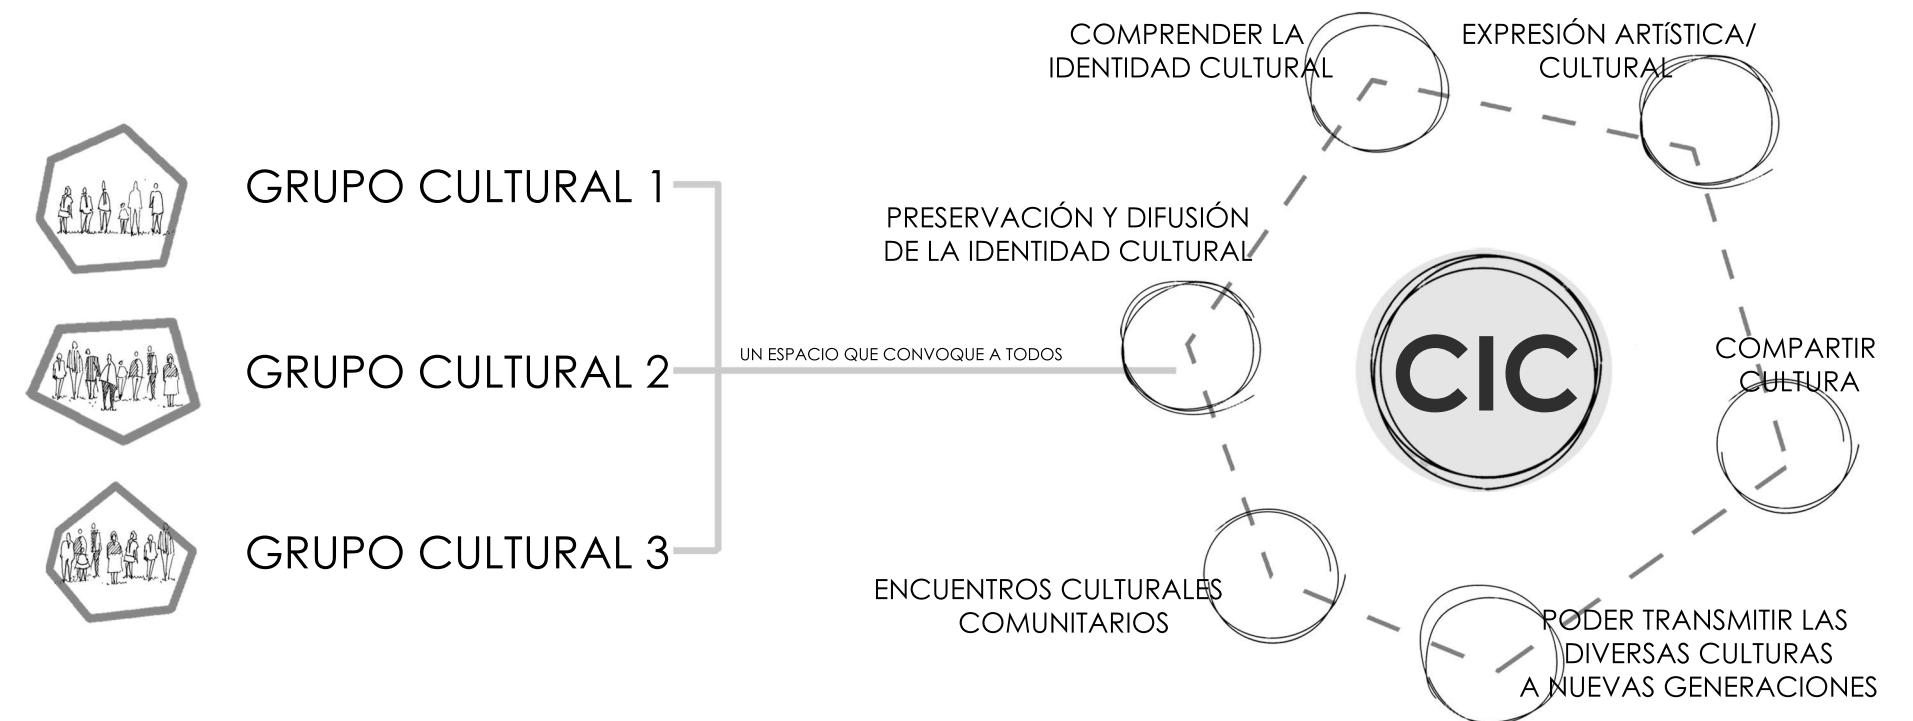 COMPRENDER LA
IDENTIDAD CULTURAL
EXPRESIÓN ARTíSTICA/
CULTURAL
GRUPO CULTURAL 1
PRESERVACIÓN Y DIFUSIÓN
DE LA IDENTIDAD CULTURAL
GRUPO CULTURAL 2
UN ESPACIO QUE CONVOQUE A TODOS
CIC
COMPARTIR
CULTURA
GRUPO CULTURAL 3
ENCUENTROS CULTURALES
COMUNITARIOS
PODER TRANSMITIR LAS
DIVERSAS CULTURAS
A NUEVAS GENERACIONES